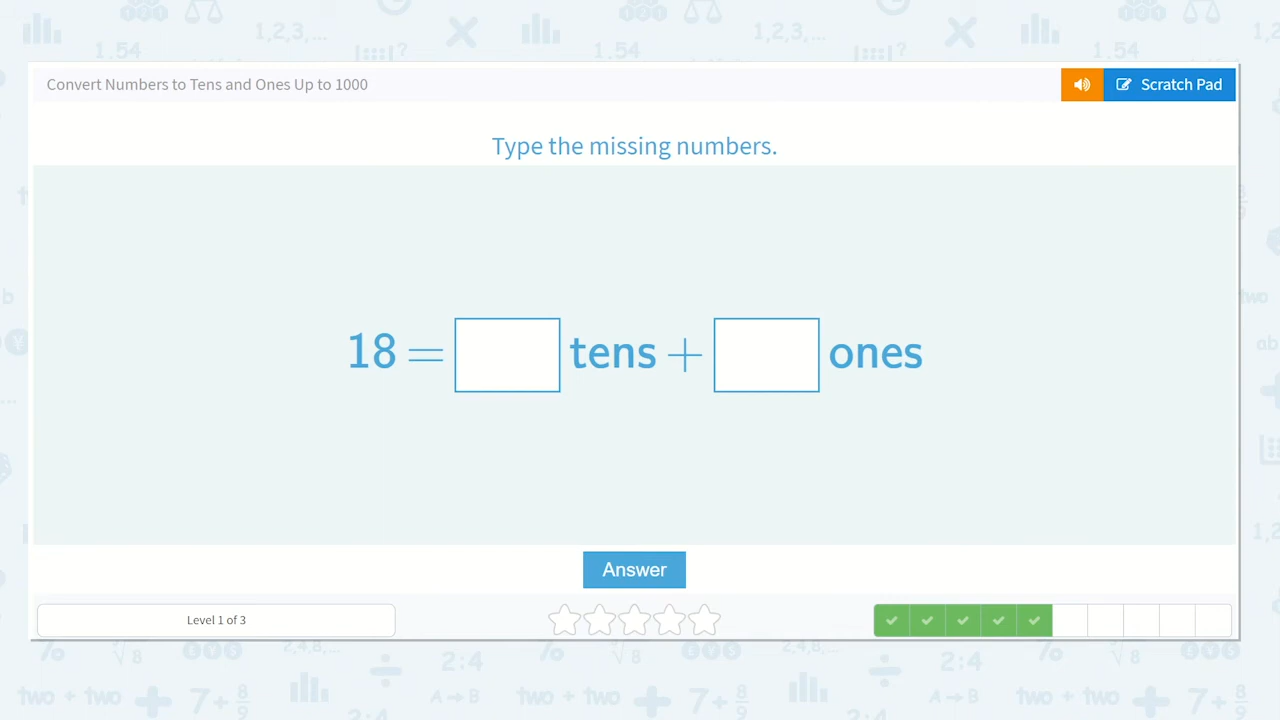 Convert Numbers to Tens and Ones Up to 1000
Scratch Pad
Type the missing numbers.
18 = tens + ones
Answer
Level 1 of 3